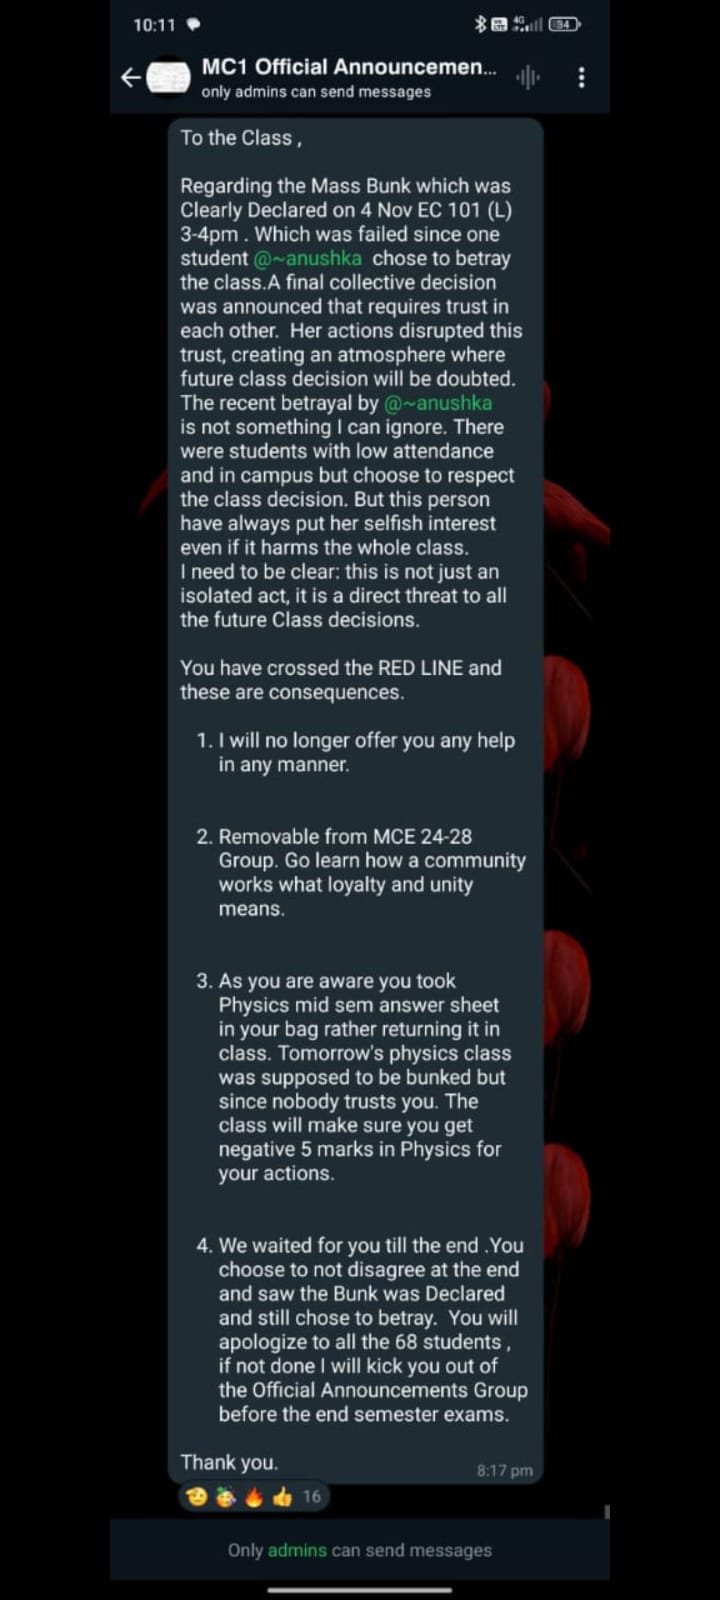 10:11
4G
34
MC1 Official Announcemen...
only admins can send messages
To the Class ,
Regarding the Mass Bunk which was
Clearly Declared on 4 Nov EC 101 (L)
3-4pm . Which was failed since one
student @~anushka chose to betray
the class.A final collective decision
was announced that requires trust in
each other. Her actions disrupted this
trust, creating an atmosphere where
future class decision will be doubted.
The recent betrayal by @~anushka
is not something I can ignore. There
were students with low attendance
and in campus but choose to respect
the class decision. But this person
have always put her selfish interest
even if it harms the whole class.
I need to be clear: this is not just an
isolated act, it is a direct threat to all
the future Class decisions.
You have crossed the RED LINE and
these are consequences.
1. I will no longer offer you any help
in any manner.
2. Removable from MCE 24-28
Group. Go learn how a community
works what loyalty and unity
means.
3. As you are aware you took
Physics mid sem answer sheet
in your bag rather returning it in
class. Tomorrow's physics class
was supposed to be bunked but
since nobody trusts you. The
class will make sure you get
negative 5 marks in Physics for
your actions.
4. We waited for you till the end .You
choose to not disagree at the end
and saw the Bunk was Declared
and still chose to betray. You will
apologize to all the 68 students ,
if not done I will kick you out of
the Official Announcements Group
before the end semester exams.
Thank you.
8:17 pm
16
Only admins can send messages